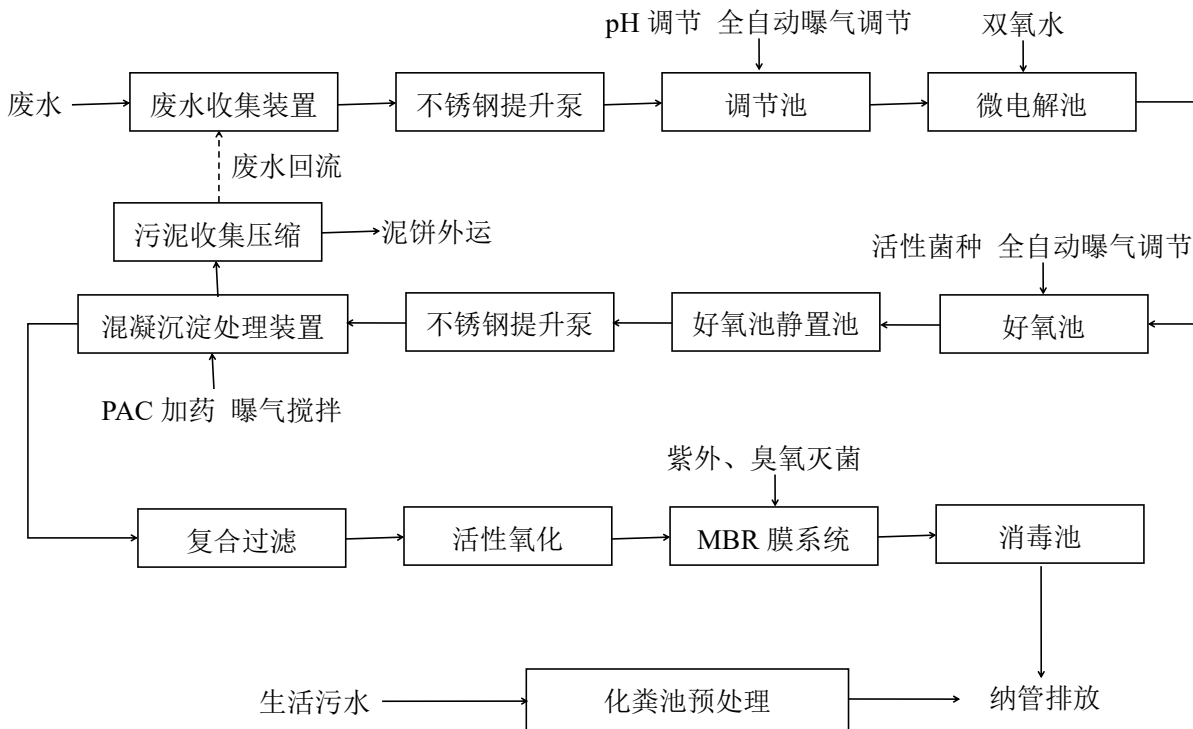 pH 调节 全自动曝气调节
双氧水
废水
废水收集装置
不锈钢提升泵
调节池
微电解池
废水回流
污泥收集压缩
泥饼外运
活性菌种 全自动曝气调节
混凝沉淀处理装置
不锈钢提升泵
好氧池静置池
好氧池
PAC 加药 曝气搅拌
紫外、臭氧灭菌
复合过滤
活性氧化
MBR 膜系统
消毒池
生活污水
化粪池预处理
纳管排放